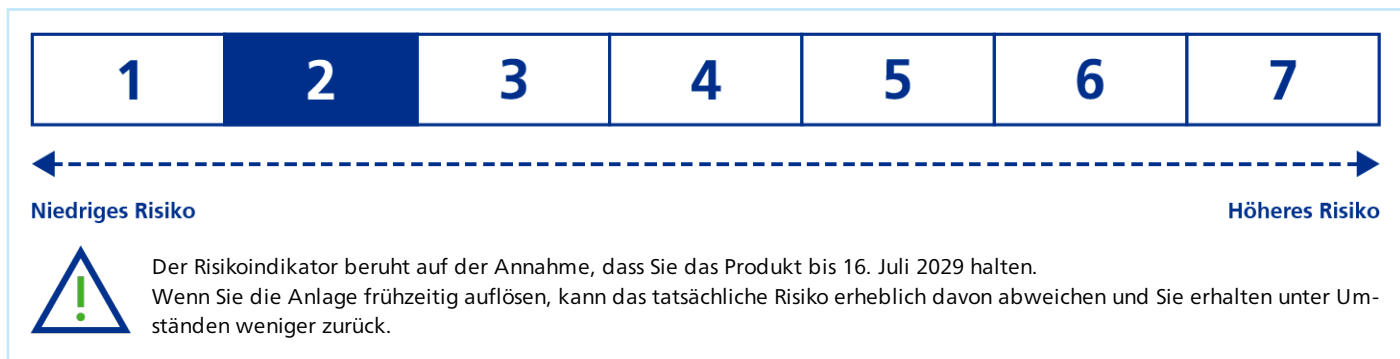 1 2 3 4 5 6 7
Niedriges Risiko Höheres Risiko
Der Risikoindikator beruht auf der Annahme, dass Sie das Produkt bis 16. Juli 2029 halten.
Wenn Sie die Anlage frühzeitig auflösen, kann das tatsächliche Risiko erheblich davon abweichen und Sie erhalten unter Um-
ständen weniger zurück.